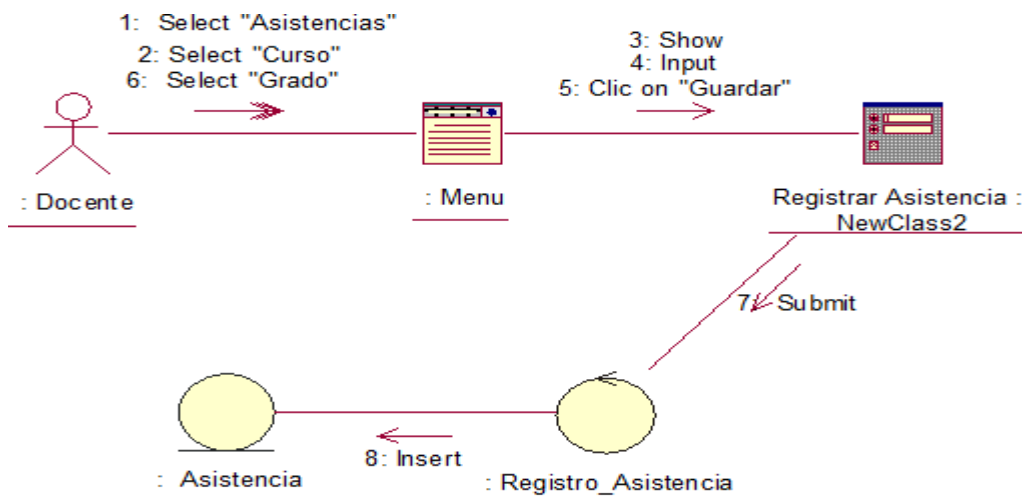 1: Select "Asistencias"
2: Select "Curso"
6: Select "Grado"
3: Show
4: Input
5: Clic on "Guardar"
: Docente
: Menu
Registrar Asistencia :
NewClass2
7: Submit
8: Insert
: Asistencia
: Registro_Asistencia